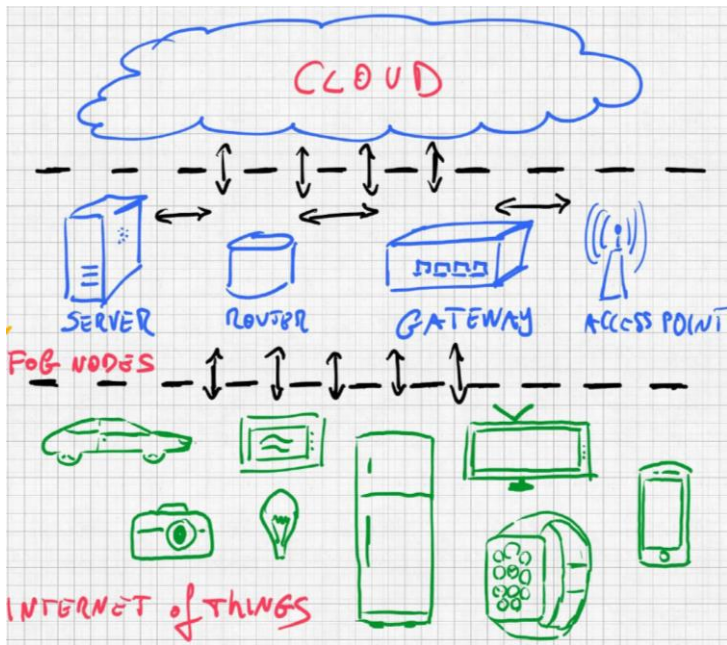 CLOUD
SERVER
ROUTER
GATEWAY
ACCESS POINT
FOG NODES
INTERNET of THINGS